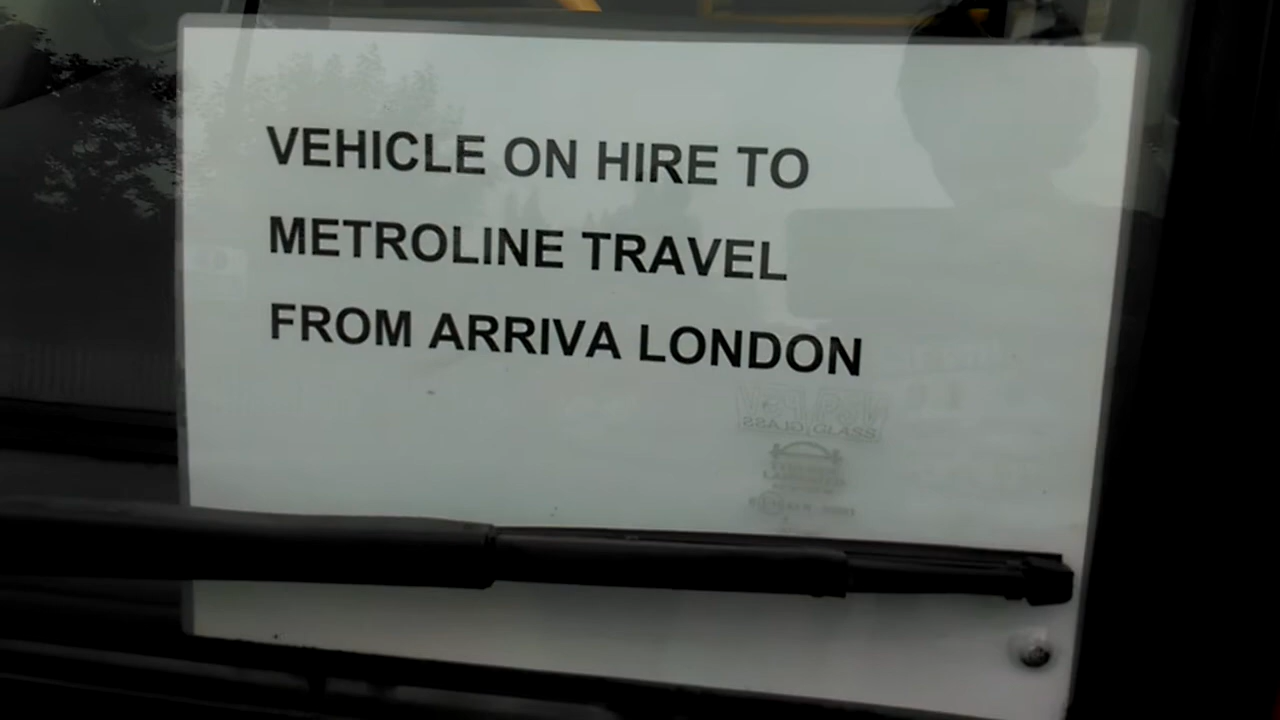 VEHICLE ON HIRE TO
METROLINE TRAVEL
FROM ARRIVA LONDON